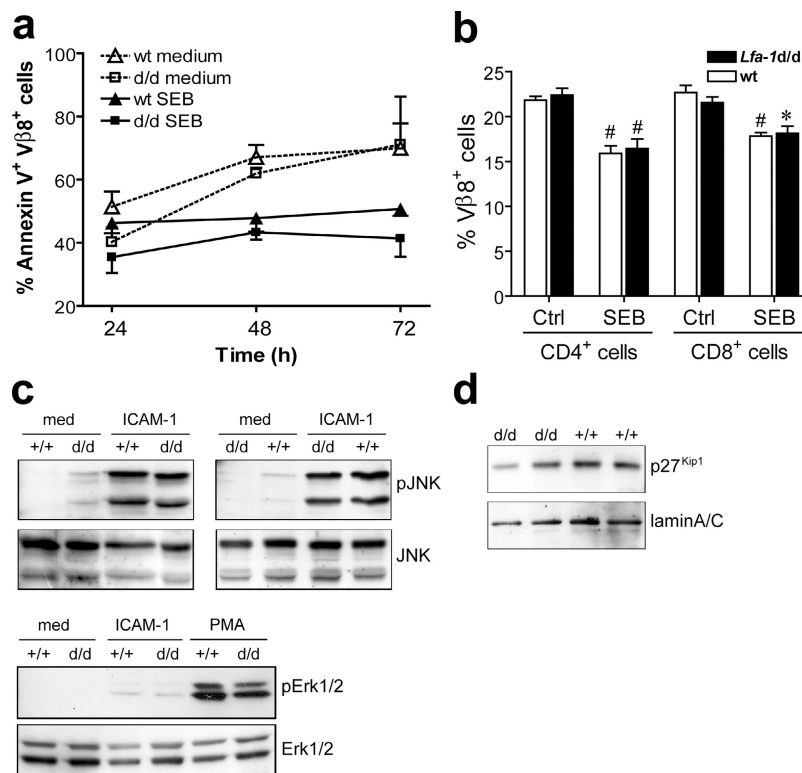 a
% Annexin V⁺ Vβ8⁺ cells
100
80
60
40
20
wt medium
d/d medium
wt SEB
d/d SEB
24 48 72
Time (h)
b
% Vβ8⁺ cells
25
20
15
10
5
0
Lfa-1d/d
wt
# # # *
Ctrl SEB Ctrl SEB
CD4⁺ cells CD8⁺ cells
c
med ICAM-1
+/+ d/d +/+ d/d
med ICAM-1
d/d +/+ d/d +/+
pJNK
JNK
med ICAM-1 PMA
+/+ d/d +/+ d/d +/+ d/d
pErk1/2
Erk1/2
d
d/d d/d +/+ +/+
p27ᴷⁱᵖ¹
laminA/C